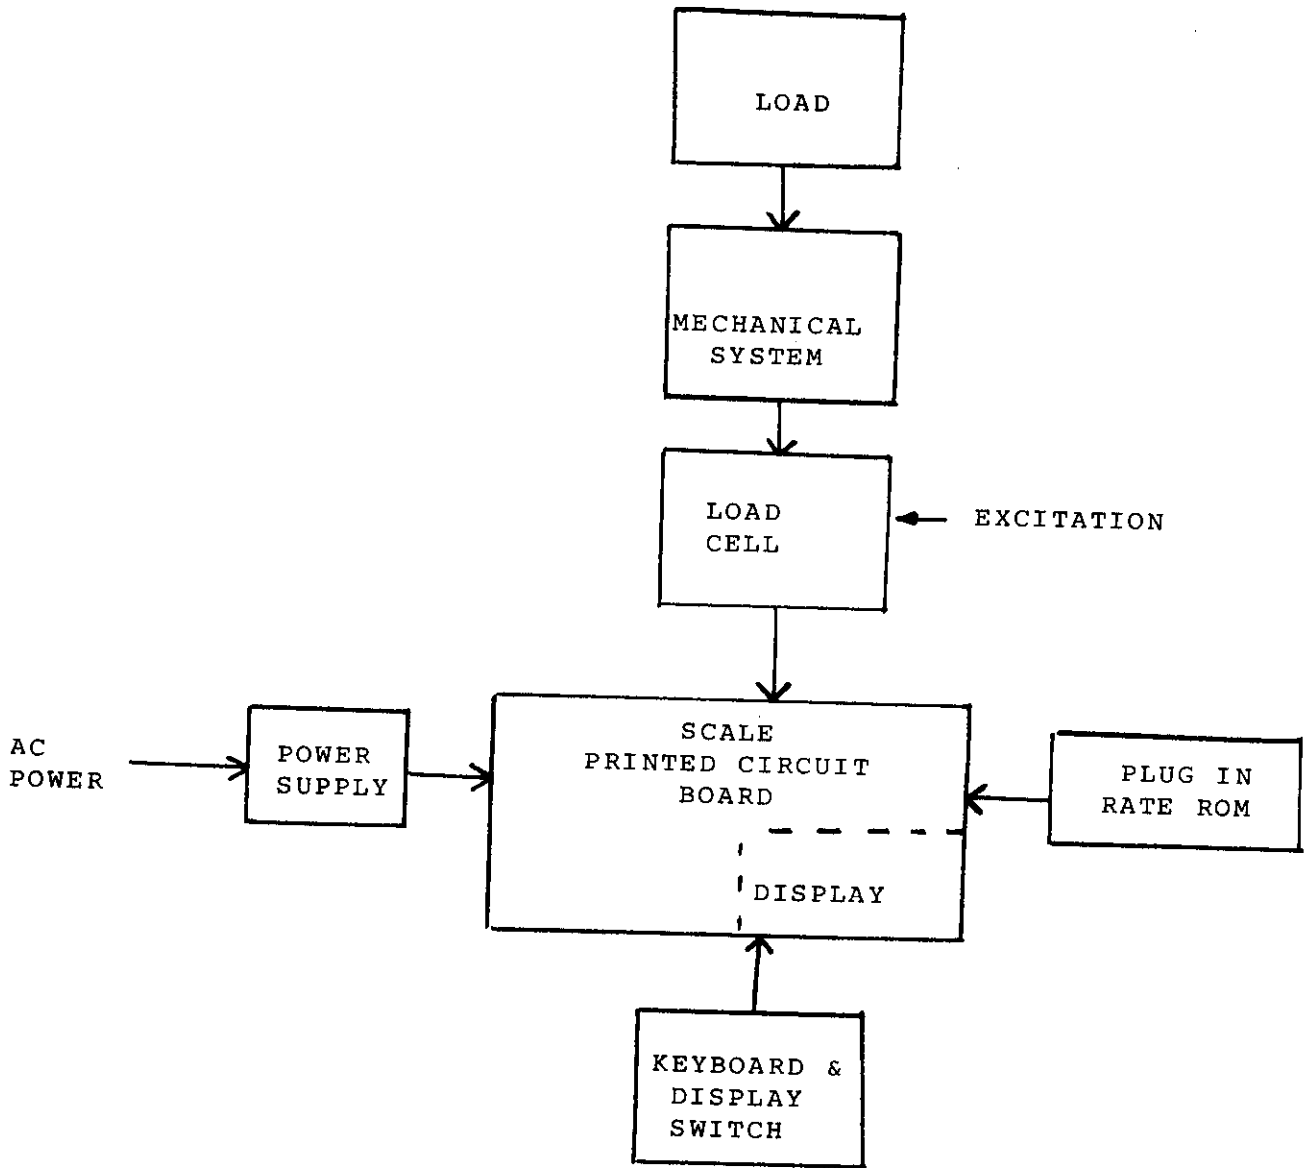 LOAD
MECHANICAL
SYSTEM
LOAD
CELL
EXCITATION
SCALE
PRINTED CIRCUIT
BOARD
AC
POWER
POWER
SUPPLY
PLUG IN
RATE ROM
DISPLAY
KEYBOARD &
DISPLAY
SWITCH